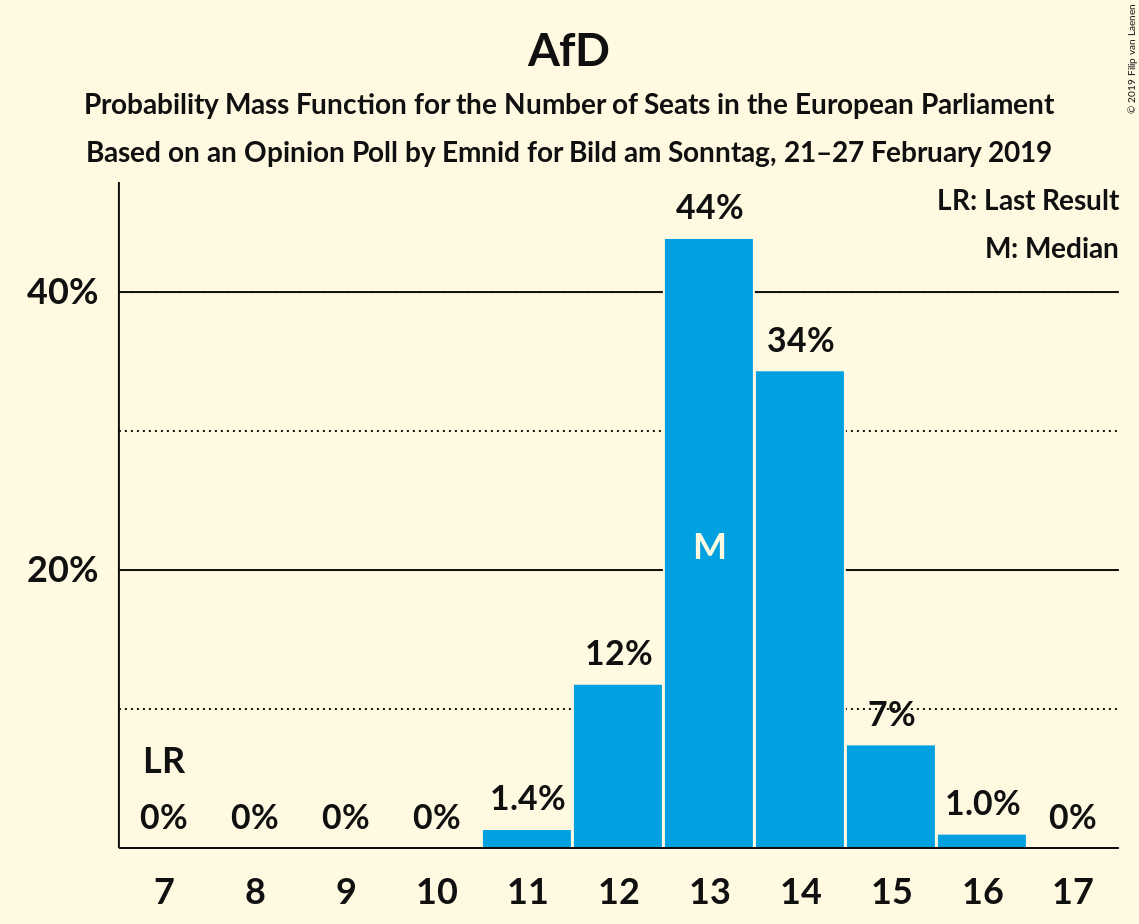 AfD
Probability Mass Function for the Number of Seats in the European Parliament
Based on an Opinion Poll by Emnid for Bild am Sonntag, 21–27 February 2019
© 2019 Filip van Laenen
LR: Last Result
M: Median
40%
20%
44%
34%
M
12%
7%
LR
0%
0%
0%
0%
1.4%
1.0%
0%
7 8 9 10 11 12 13 14 15 16 17